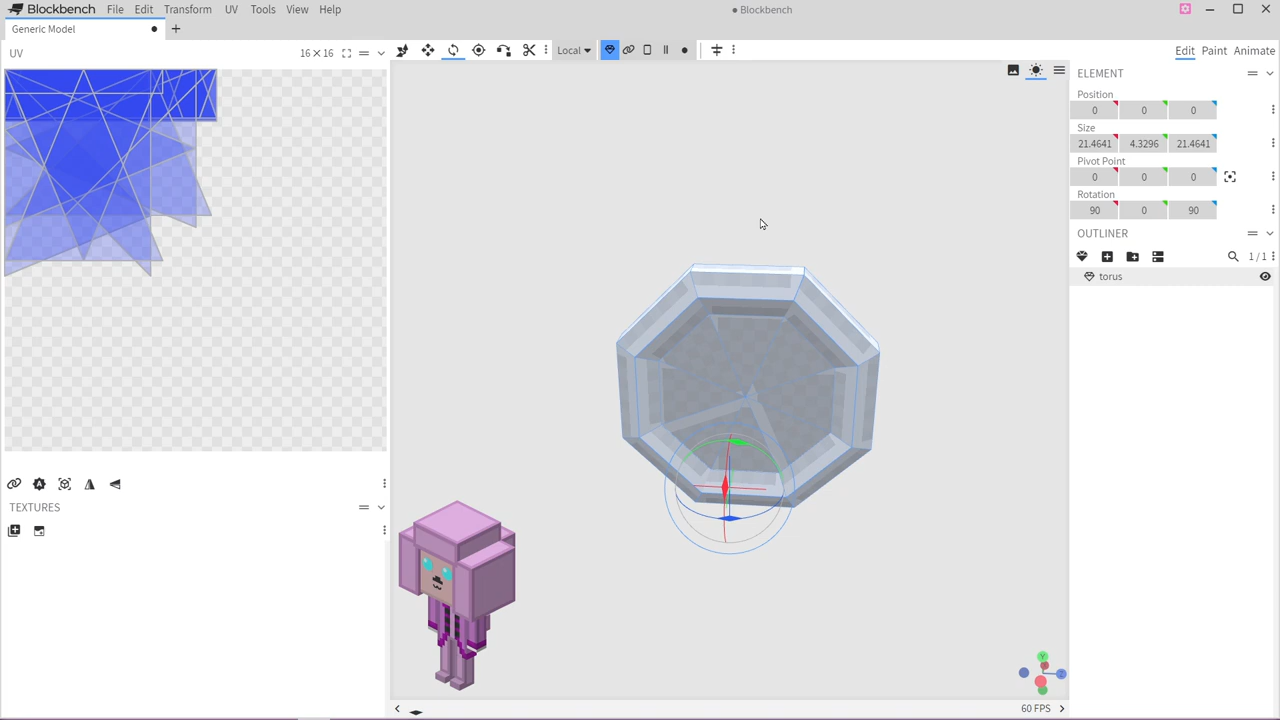 Blockbench File Edit Transform UV Tools View Help
● Blockbench
Generic Model
UV 16×16
Local
Edit Paint Animate
ELEMENT
Position
0 0 0
Size
21.4641 4.3296 21.4641
Pivot Point
0 0 0
Rotation
90 0 90
OUTLINER
1/1
torus
TEXTURES
Y
Z
60 FPS